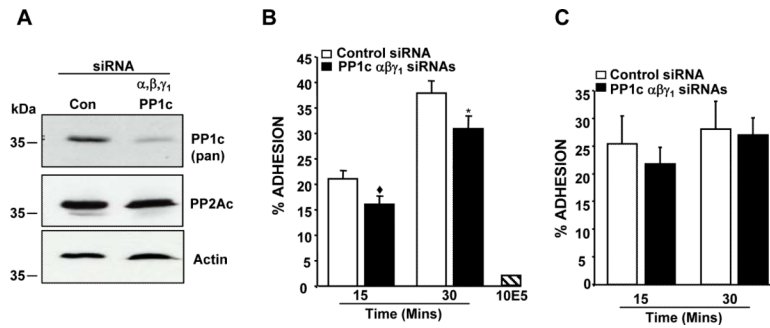 A
siRNA
Con
α,β,γ1
PP1c
kDa
35
PP1c
(pan)
35
PP2Ac
35
Actin
B
Control siRNA
PP1c αβγ1 siRNAs
% ADHESION
45
40
35
30
25
20
15
10
5
0
*
♦
15
30
10E5
Time (Mins)
C
Control siRNA
PP1c αβγ1 siRNAs
% ADHESION
35
30
25
20
15
10
5
0
15
30
Time (Mins)